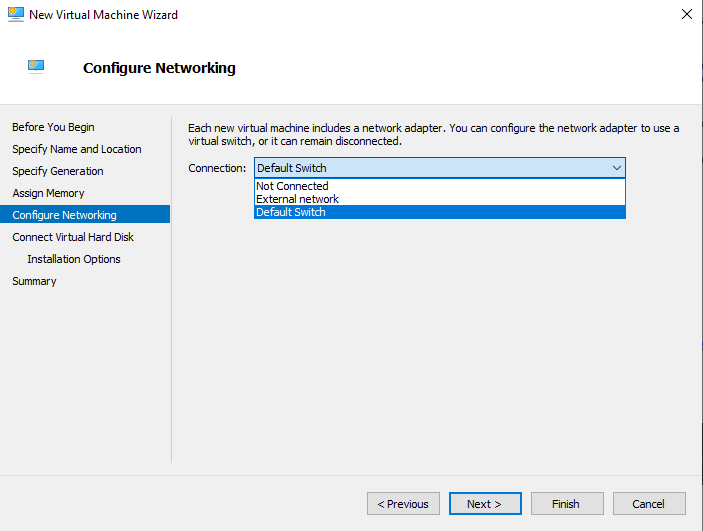 New Virtual Machine Wizard
Configure Networking
Before You Begin
Specify Name and Location
Specify Generation
Assign Memory
Configure Networking
Connect Virtual Hard Disk
Installation Options
Summary
Each new virtual machine includes a network adapter. You can configure the network adapter to use a
virtual switch, or it can remain disconnected.
Connection: Default Switch
Not Connected
External network
Default Switch
< Previous Next > Finish Cancel